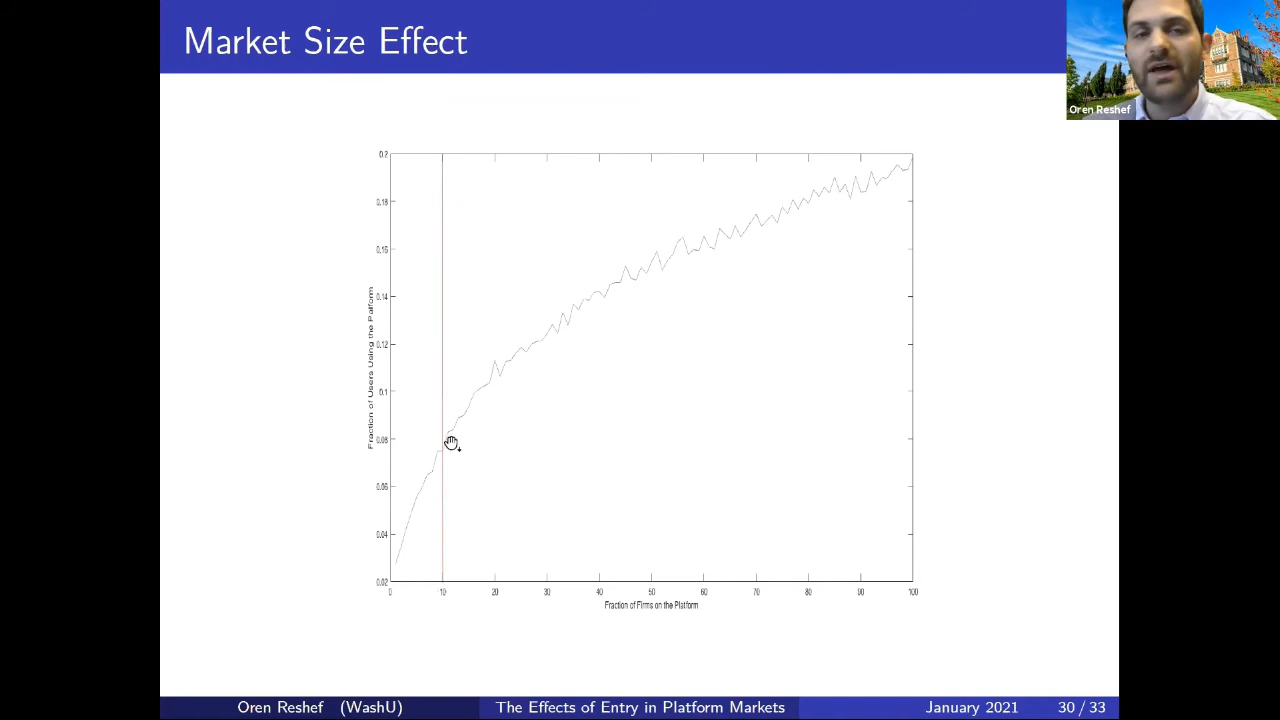 Market Size Effect
Oren Reshef
0.2
0.18
0.16
0.14
0.12
0.1
0.08
0.06
0.04
0.02
Fraction of Users Using the Palform
0 10 20 30 40 50 60 70 80 90 100
Fraction of Firms on the Platform
Oren Reshef (WashU) The Effects of Entry in Platform Markets January 2021 30 / 33